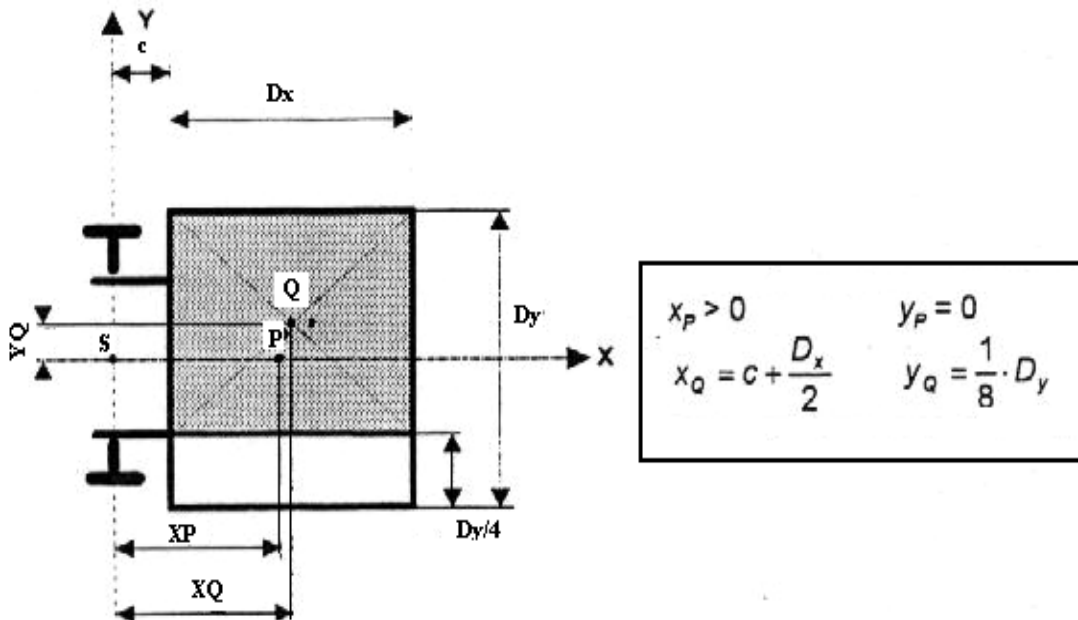 Y
c
Dx
Q
Dy
YQ
S
P
X
XP
Dy/4
XQ
x_P > 0
y_P = 0
x_Q = c + D_x/2
y_Q = 1/8 · D_y